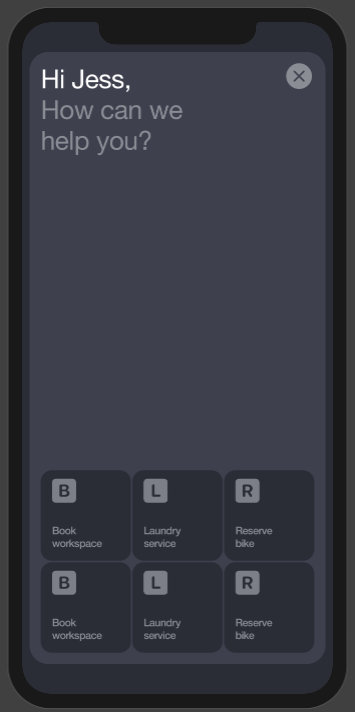 Hi Jess,
How can we
help you?
B
L
R
Book
workspace
Laundry
service
Reserve
bike
B
L
R
Book
workspace
Laundry
service
Reserve
bike